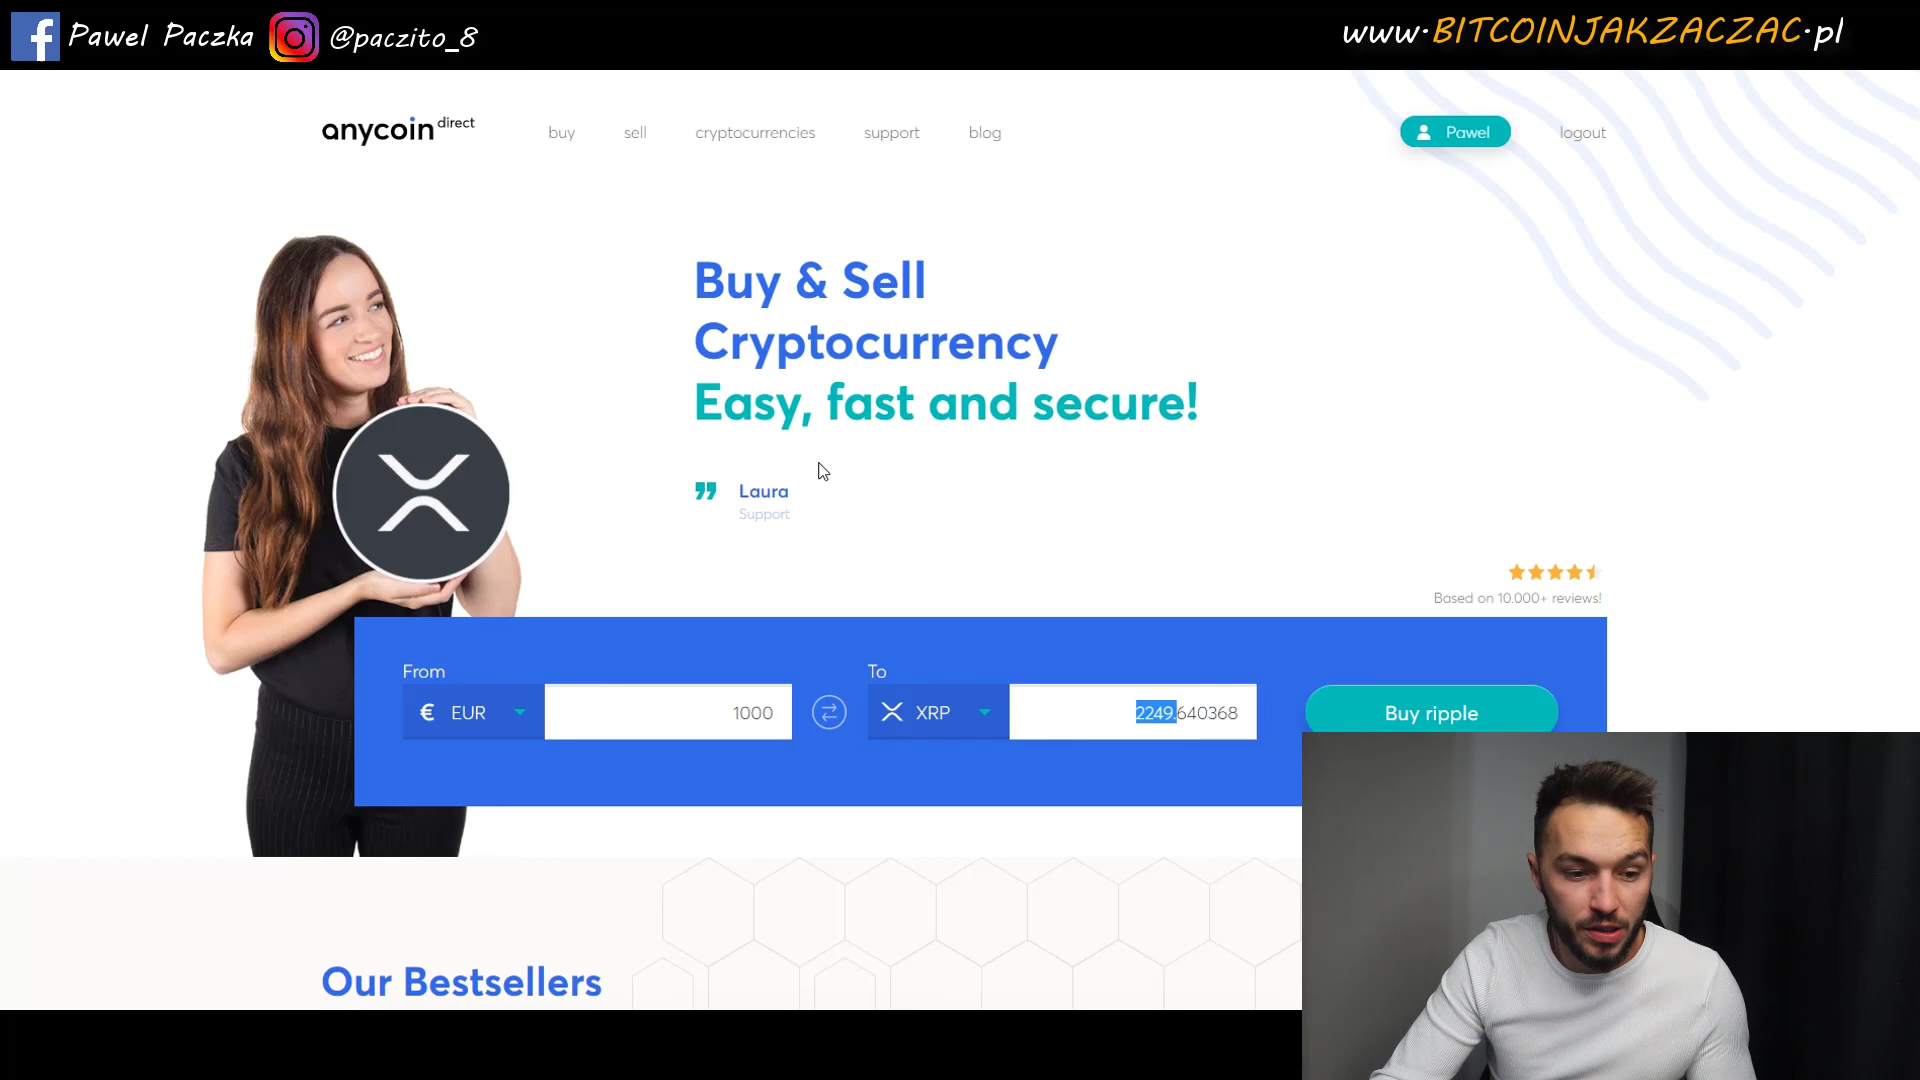 Pawel Paczka @paczito_8
www.BITCOINJAKZACZAC.pl
anycoin direct
buy sell cryptocurrencies support blog
Pawel logout
Buy & Sell
Cryptocurrency
Easy, fast and secure!
Laura
Support
Based on 10.000+ reviews!
From To
€ EUR 1000 XRP 2249.640368 Buy ripple
Our Bestsellers